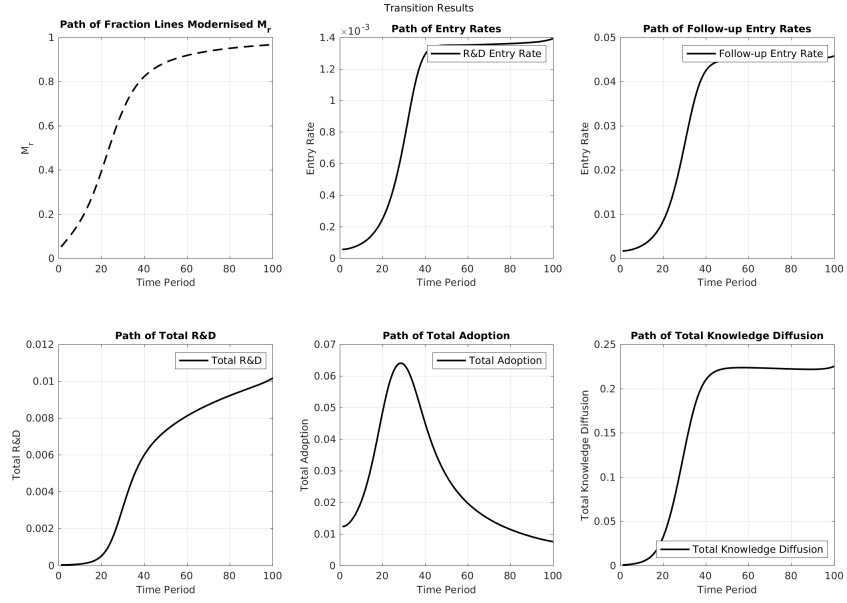 Transition Results
Path of Fraction Lines Modernised M_r
1
0.8
0.6
0.4
0.2
0
M_r
0 20 40 60 80 100
Time Period
Path of Entry Rates
×10^-3
1.4
1.2
1
0.8
0.6
0.4
0.2
0
Entry Rate
R&D Entry Rate
0 20 40 60 80 100
Time Period
Path of Follow-up Entry Rates
0.05
0.04
0.03
0.02
0.01
0
Entry Rate
Follow-up Entry Rate
0 20 40 60 80 100
Time Period
Path of Total R&D
0.012
0.01
0.008
0.006
0.004
0.002
0
Total R&D
Total R&D
0 20 40 60 80 100
Time Period
Path of Total Adoption
0.07
0.06
0.05
0.04
0.03
0.02
0.01
0
Total Adoption
Total Adoption
0 20 40 60 80 100
Time Period
Path of Total Knowledge Diffusion
0.25
0.2
0.15
0.1
0.05
0
Total Knowledge Diffusion
Total Knowledge Diffusion
0 20 40 60 80 100
Time Period